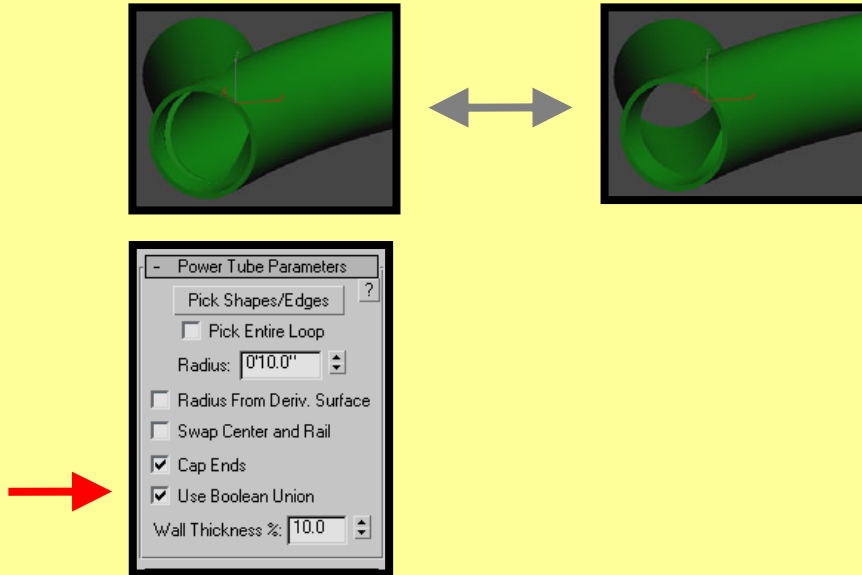 - Power Tube Parameters
Pick Shapes/Edges ?
Pick Entire Loop
Radius: 0'10.0"
Radius From Deriv. Surface
Swap Center and Rail
Cap Ends
Use Boolean Union
Wall Thickness %: 10.0